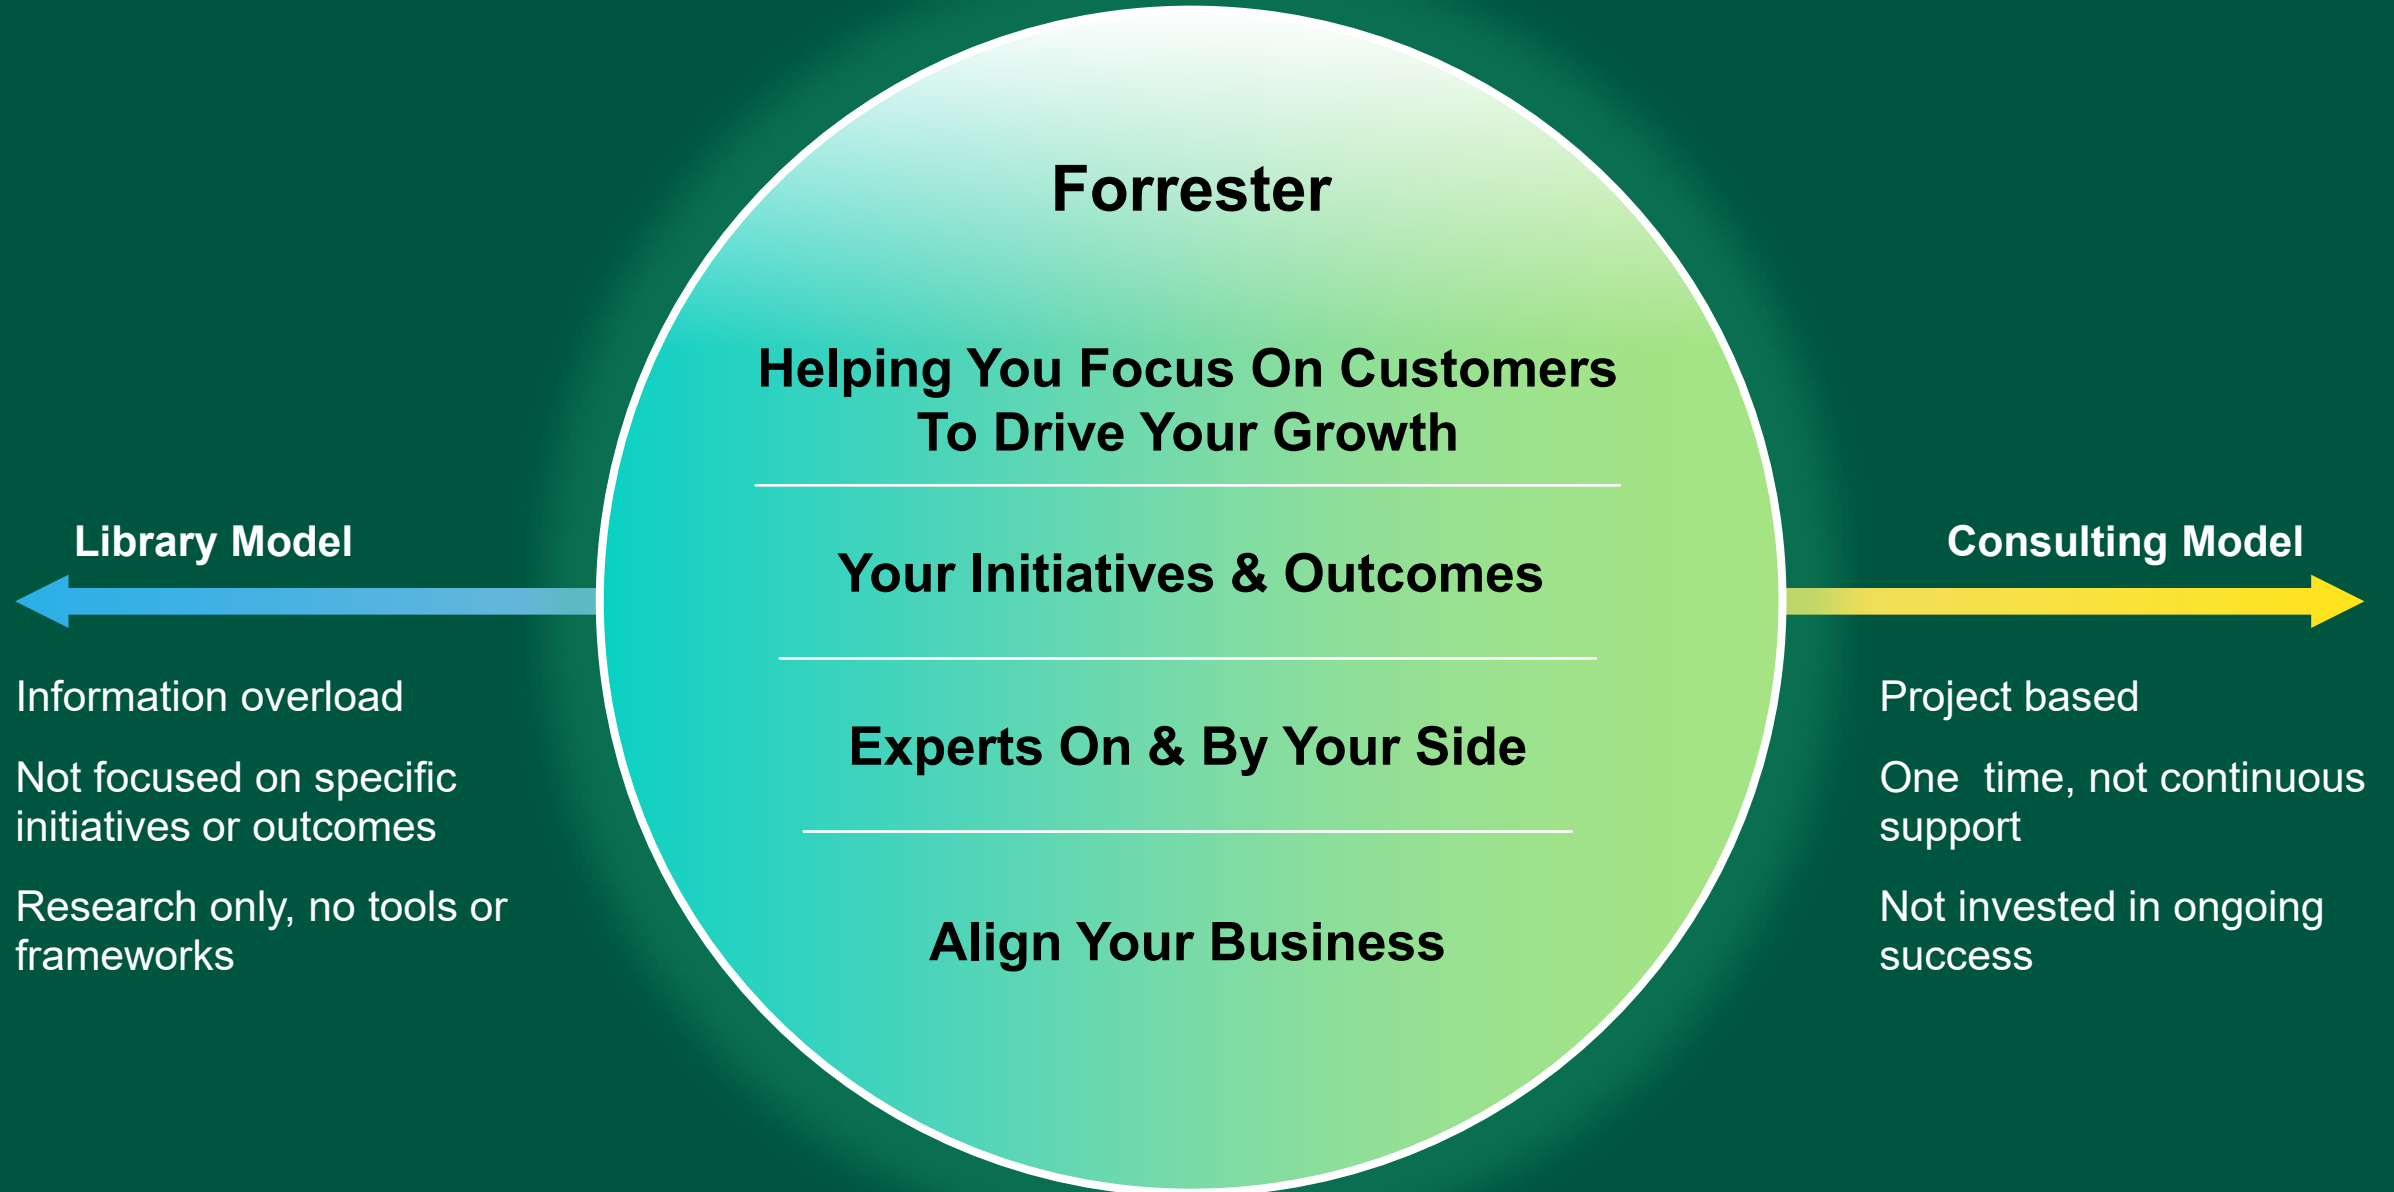 Forrester
Helping You Focus On Customers
To Drive Your Growth
Your Initiatives & Outcomes
Experts On & By Your Side
Align Your Business
Library Model
Information overload
Not focused on specific
initiatives or outcomes
Research only, no tools or
frameworks
Consulting Model
Project based
One  time, not continuous
support
Not invested in ongoing
success